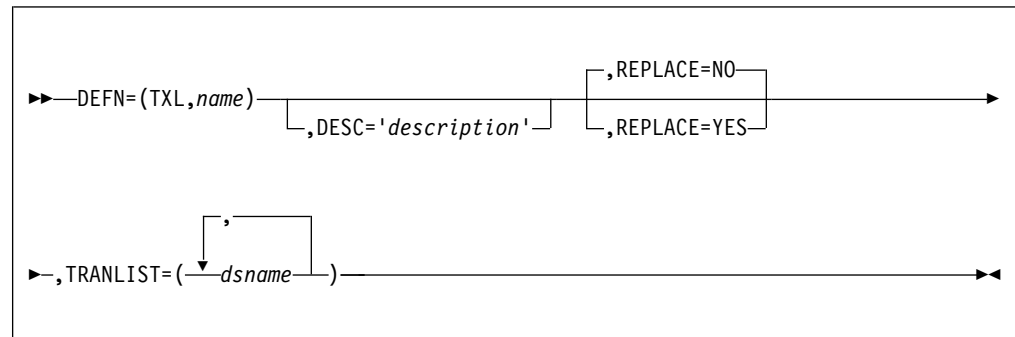 ,REPLACE=NO
DEFN=(TXL,name)
,DESC='description'
,REPLACE=YES
,
,TRANLIST=( dsname )